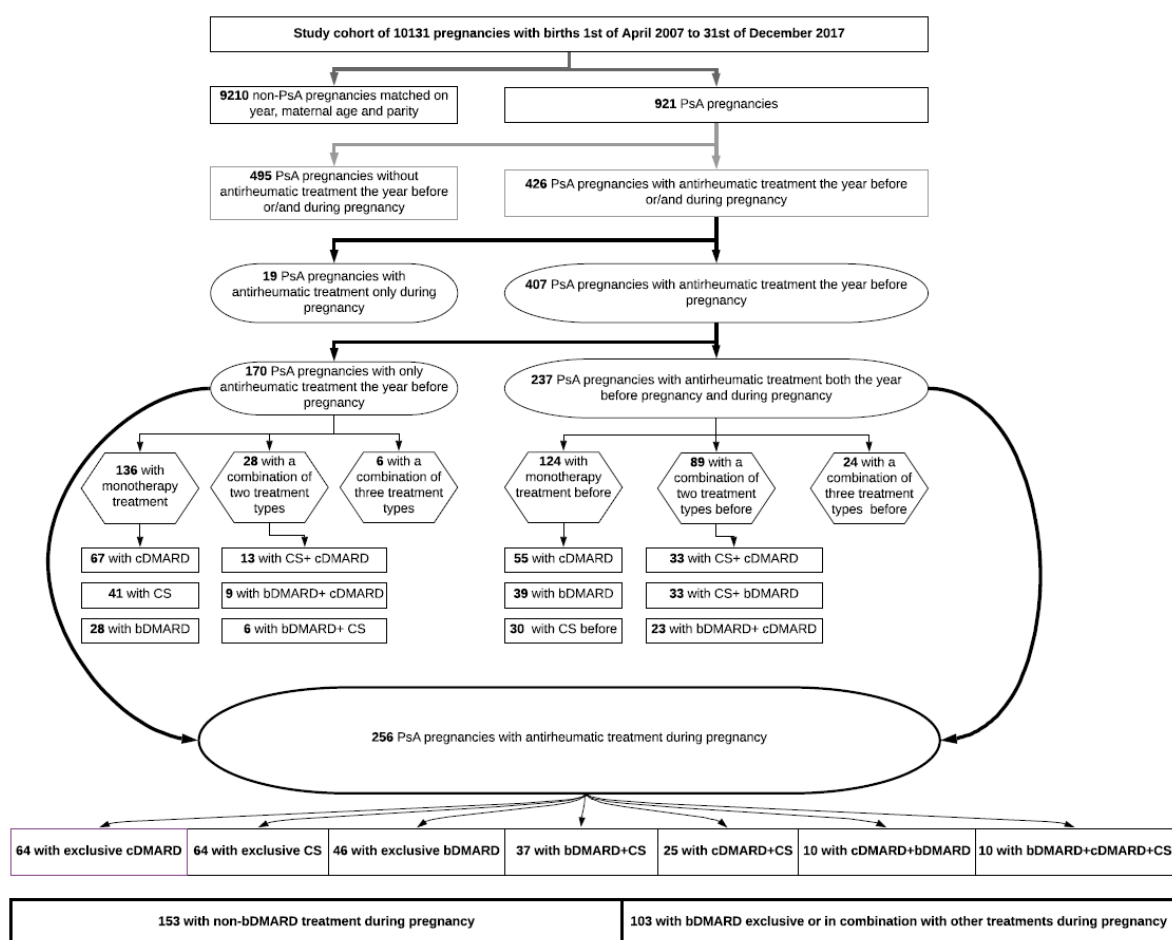 Study cohort of 10131 pregnancies with births 1st of April 2007 to 31st of December 2017
9210 non-PsA pregnancies matched on
year, maternal age and parity
921 PsA pregnancies
495 PsA pregnancies without
antirheumatic treatment the year before
or/and during pregnancy
426 PsA pregnancies with antirheumatic treatment the year before
or/and during pregnancy
19 PsA pregnancies with
antirheumatic treatment only during
pregnancy
407 PsA pregnancies with antirheumatic treatment the year before
pregnancy
170 PsA pregnancies with only
antirheumatic treatment the year before
pregnancy
237 PsA pregnancies with antirheumatic treatment both the year
before pregnancy and during pregnancy
136 with
monotherapy
treatment
28 with a
combination of
two treatment
types
6 with a
combination of
three treatment
types
124 with
monotherapy
treatment before
89 with a
combination of
two treatment
types before
24 with a
combination of
three treatment
types before
67 with cDMARD
41 with CS
28 with bDMARD
13 with CS+ cDMARD
9 with bDMARD+ cDMARD
6 with bDMARD+ CS
55 with cDMARD
39 with bDMARD
30 with CS before
33 with CS+ cDMARD
33 with CS+ bDMARD
23 with bDMARD+ cDMARD
256 PsA pregnancies with antirheumatic treatment during pregnancy
64 with exclusive cDMARD
64 with exclusive CS
46 with exclusive bDMARD
37 with bDMARD+CS
25 with cDMARD+CS
10 with cDMARD+bDMARD
10 with bDMARD+cDMARD+CS
153 with non-bDMARD treatment during pregnancy
103 with bDMARD exclusive or in combination with other treatments during pregnancy